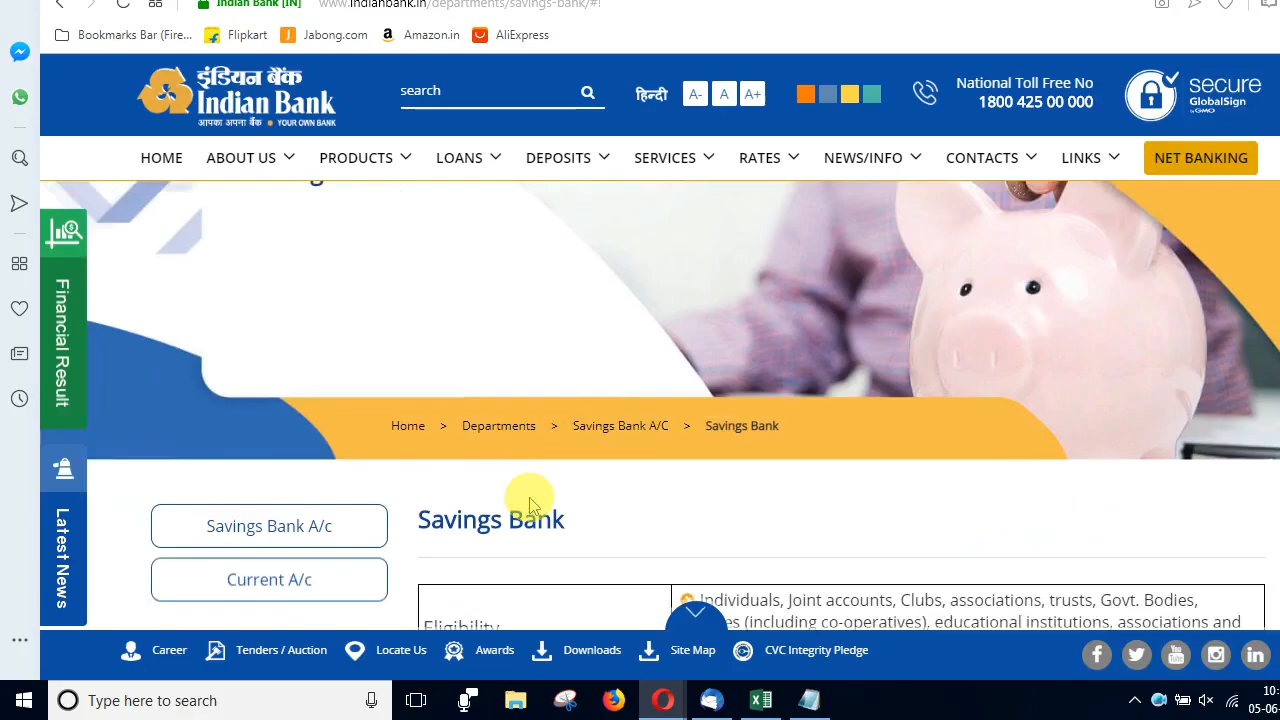 Indian Bank [IN] www.indianbank.in/departments/savings-bank/#!
Bookmarks Bar (Fire... Flipkart Jabong.com Amazon.in AliExpress
इंडियन बैंक
Indian Bank
आपका अपना बैंक YOUR OWN BANK
search
हिन्दी A- A A+
National Toll Free No
1800 425 00 000
secure
GlobalSign
by GMO
HOME ABOUT US PRODUCTS LOANS DEPOSITS SERVICES RATES NEWS/INFO CONTACTS LINKS NET BANKING
Financial Result
Latest News
Home > Departments > Savings Bank A/C > Savings Bank
Savings Bank A/c
Current A/c
Savings Bank
Eligibility
Individuals, Joint accounts, Clubs, associations, trusts, Govt. Bodies,
(including co-operatives), educational institutions, associations and
Career Tenders / Auction Locate Us Awards Downloads Site Map CVC Integrity Pledge
Type here to search
10:
05-06-